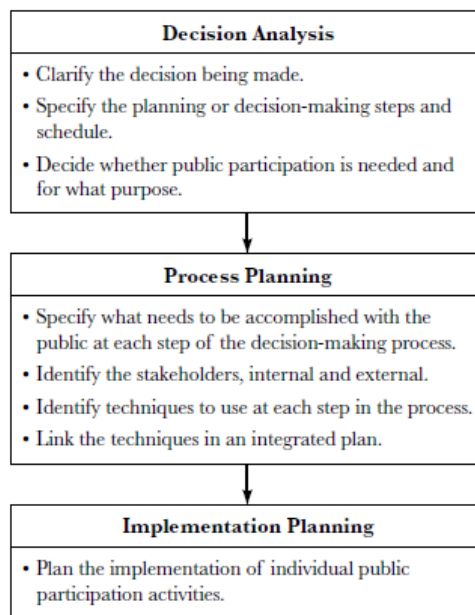 Decision Analysis
• Clarify the decision being made.
• Specify the planning or decision-making steps and
schedule.
• Decide whether public participation is needed and
for what purpose.
Process Planning
• Specify what needs to be accomplished with the
public at each step of the decision-making process.
• Identify the stakeholders, internal and external.
• Identify techniques to use at each step in the process.
• Link the techniques in an integrated plan.
Implementation Planning
• Plan the implementation of individual public
participation activities.